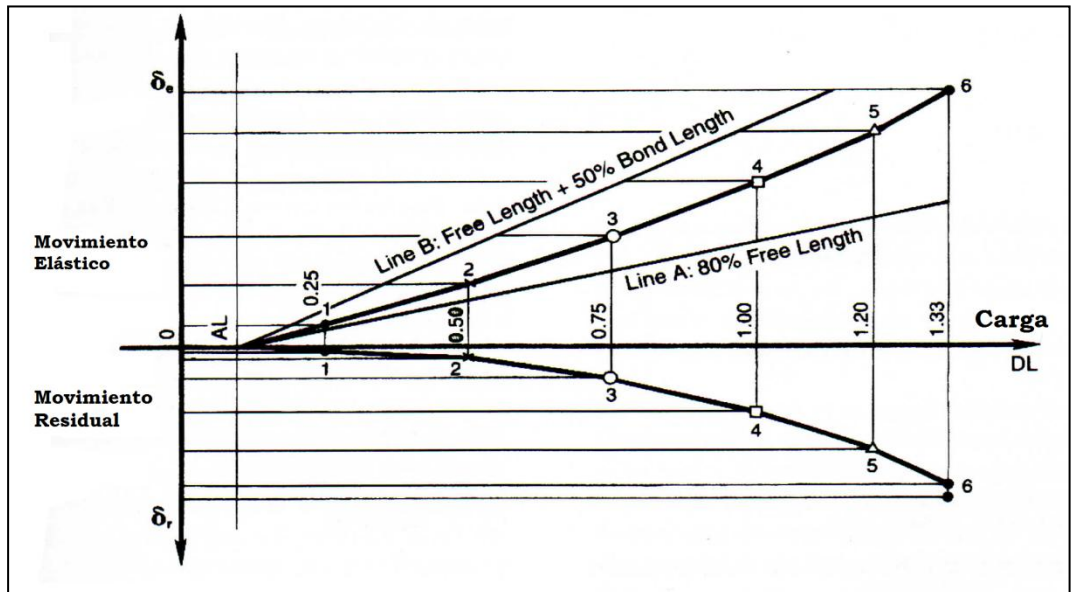 δe
6
5
4
3
2
1
Line B: Free Length + 50% Bond Length
Line A: 80% Free Length
Movimiento
Elástico
0
AL
0.25
0.50
0.75
1.00
1.20
1.33
Carga
DL
Movimiento
Residual
1
2
3
4
5
6
δr